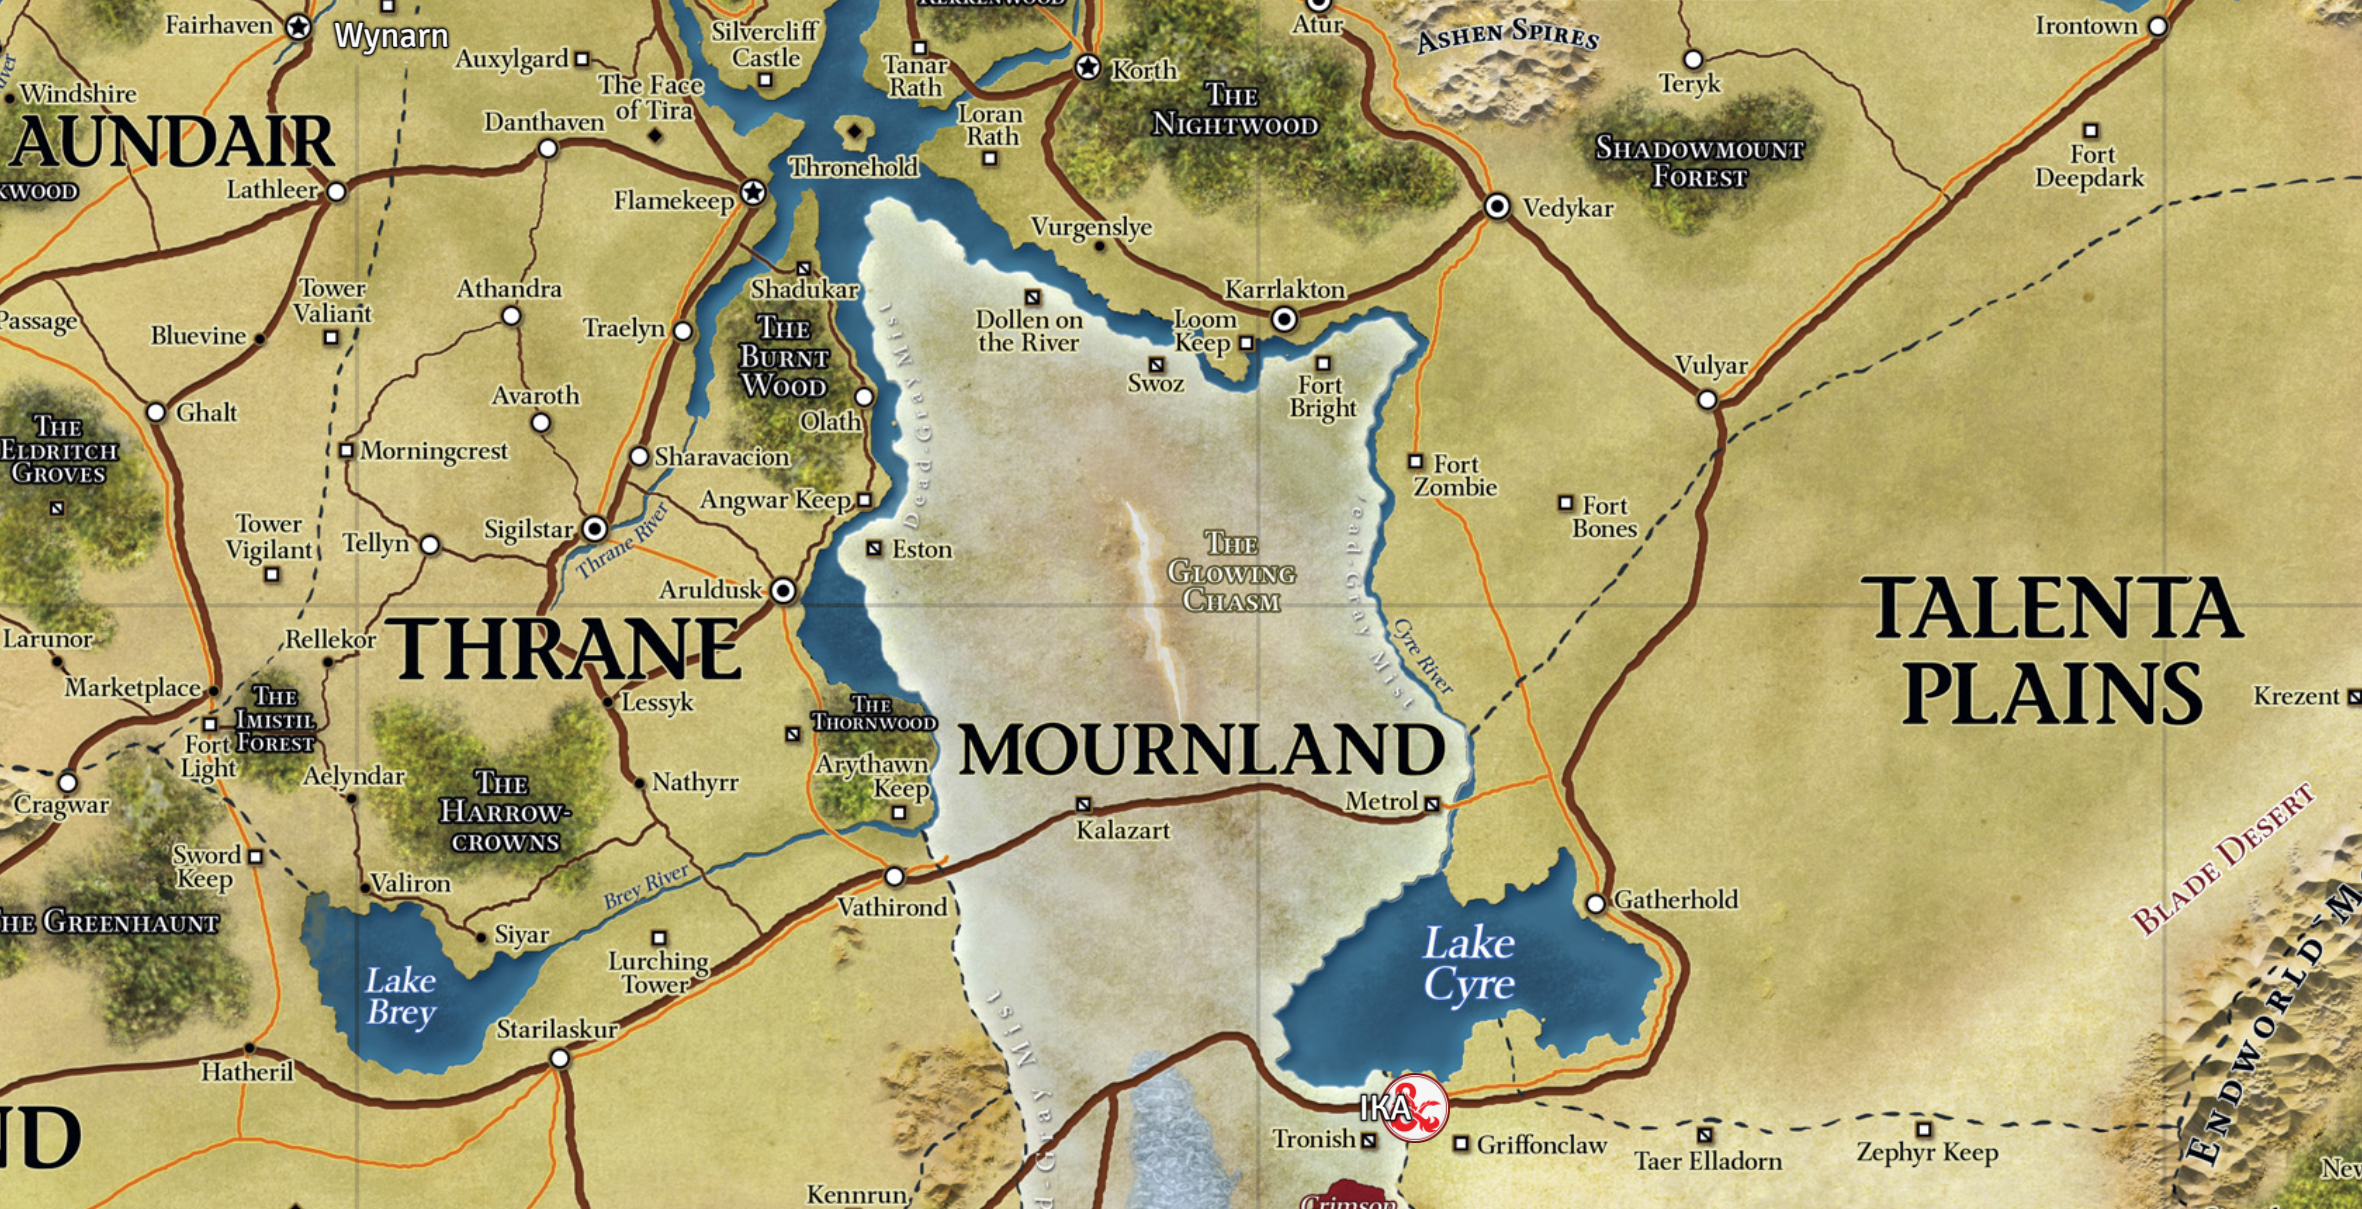 Fairhaven
Wynarn
Windshire
AUNDAIR
Lathleer
Auxylgard
The Face
of Tira
Danthaven
Silvercliff
Castle
Tanar
Rath
Korth
Loran
Rath
Thronehold
Flamekeep
THE
NIGHTWOOD
Atur
ASHEN SPIRES
Teryk
Irontown
SHADOWMOUNT
FOREST
Fort
Deepdark
Vedykar
Vurgenslye
Karrlakton
Loom
Keep
Fort
Bright
Swoz
Dollen on
the River
Vulyar
Passage
Bluevine
Tower
Valiant
Athandra
Traelyn
Shadukar
THE
BURNT
WOOD
Olath
Ghalt
Avaroth
Morningcrest
Sharavacion
Angwar Keep
THE
ELDRITCH
GROVES
Tower
Vigilant
Tellyn
Sigilstar
Thrane River
Eston
Dead-Gray Mist
THE
GLOWING
CHASM
Dead-Gray Mist
Cyre River
Fort
Zombie
Fort
Bones
Aruldusk
THRANE
Larunor
Rellekor
Marketplace
THE
IMISTIL
FOREST
Fort
Light
Lessyk
THE
THORNWOOD
MOURNLAND
TALENTA
PLAINS
Krezent
Cragwar
Aelyndar
THE
HARROW-
CROWNS
Nathyrr
Arythawn
Keep
Kalazart
Metrol
BLADE DESERT
Sword
Keep
Valiron
Brey River
Vathirond
Gatherhold
THE GREENHAUNT
Siyar
Lake
Brey
Lurching
Tower
Lake
Cyre
ENDWORLD
Starilaskur
Hatheril
IKA
Tronish
Griffonclaw
Taer Elladorn
Zephyr Keep
Kennrun
Crimson